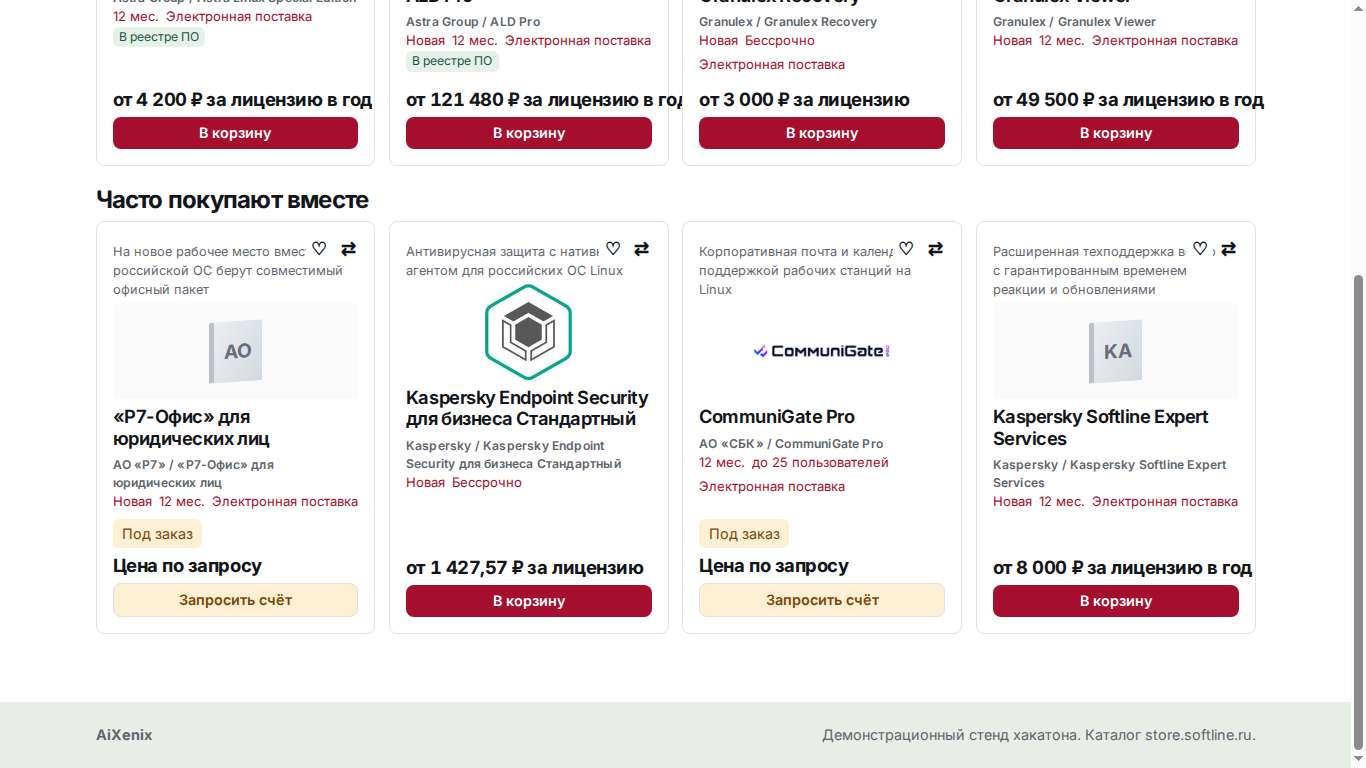 12 мес. Электронная поставка
В реестре ПО
Astra Group / ALD Pro
Новая 12 мес. Электронная поставка
В реестре ПО
Granulex / Granulex Recovery
Новая Бессрочно
Электронная поставка
Granulex / Granulex Viewer
Новая 12 мес. Электронная поставка
от 4 200 ₽ за лицензию в год
В корзину
от 121 480 ₽ за лицензию в год
В корзину
от 3 000 ₽ за лицензию
В корзину
от 49 500 ₽ за лицензию в год
В корзину
Часто покупают вместе
На новое рабочее место вмест
российской ОС берут совместимый
офисный пакет
АО
«Р7-Офис» для
юридических лиц
АО «Р7» / «Р7-Офис» для
юридических лиц
Новая 12 мес. Электронная поставка
Под заказ
Цена по запросу
Запросить счёт
Антивирусная защита с натив
агентом для российских ОС Linux
Kaspersky Endpoint Security
для бизнеса Стандартный
Kaspersky / Kaspersky Endpoint
Security для бизнеса Стандартный
Новая Бессрочно
от 1 427,57 ₽ за лицензию
В корзину
Корпоративная почта и календ
поддержкой рабочих станций на
Linux
CommuniGate PRO
CommuniGate Pro
АО «СБК» / CommuniGate Pro
12 мес. до 25 пользователей
Электронная поставка
Под заказ
Цена по запросу
Запросить счёт
Расширенная техподдержка в
с гарантированным временем
реакции и обновлениями
KA
Kaspersky Softline Expert
Services
Kaspersky / Kaspersky Softline Expert
Services
Новая 12 мес. Электронная поставка
от 8 000 ₽ за лицензию в год
В корзину
AiXenix
Демонстрационный стенд хакатона. Каталог store.softline.ru.